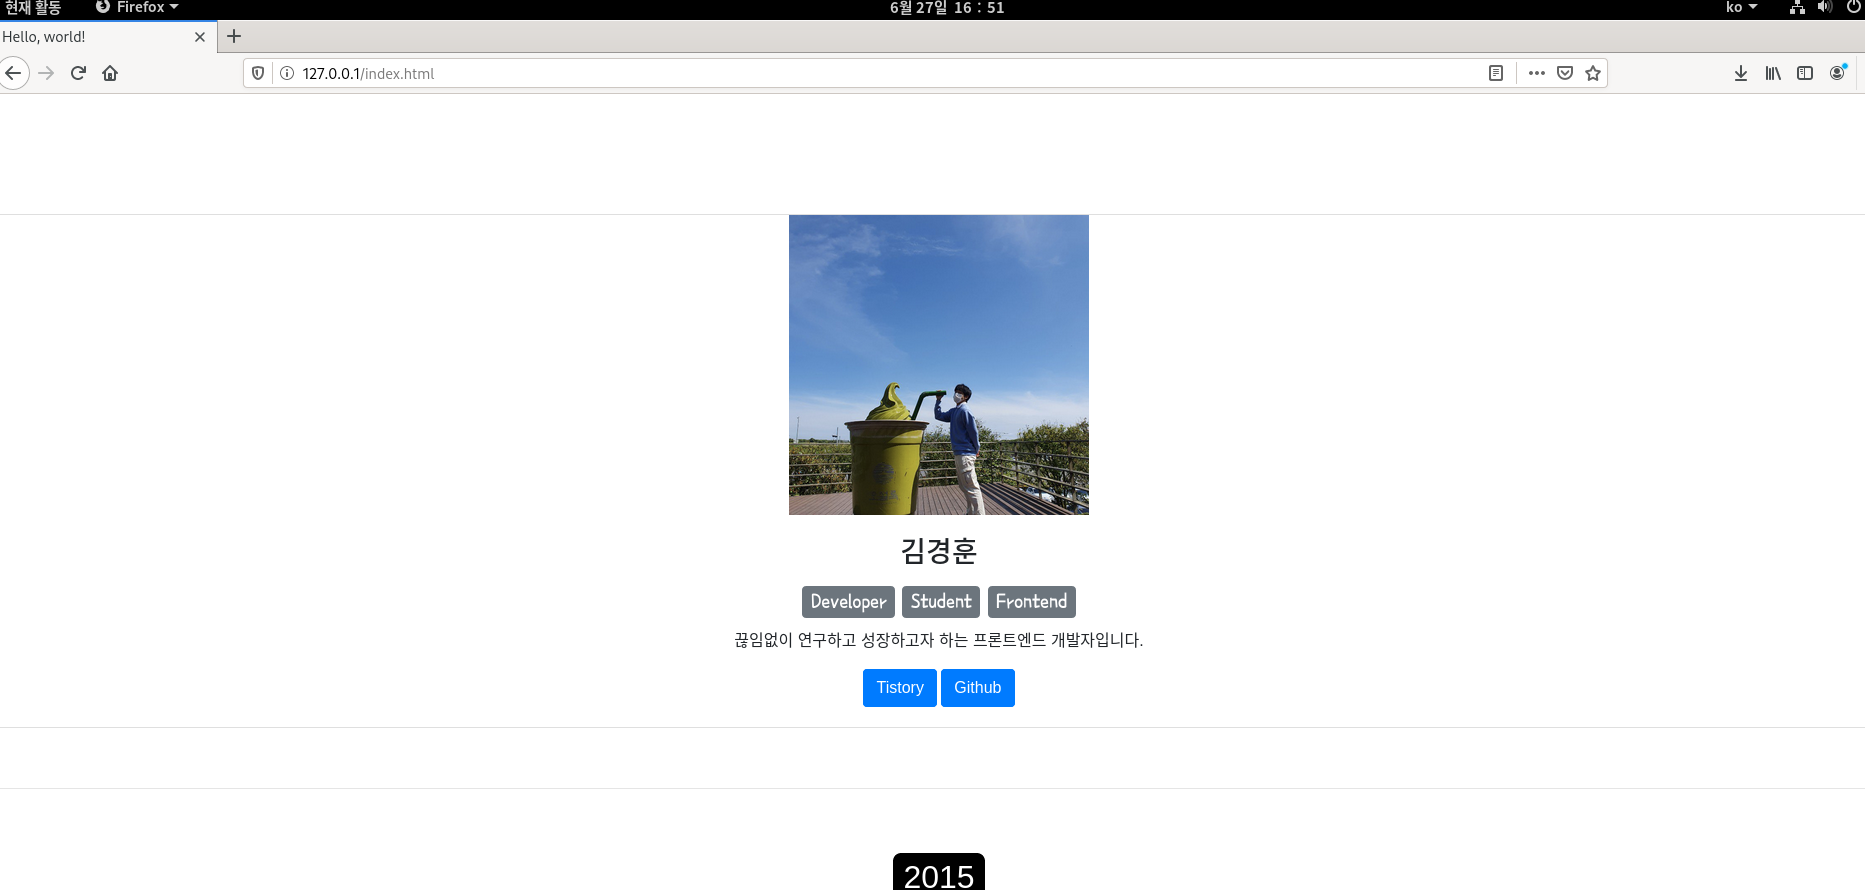 현재 활동 Firefox 6월 27일 16 : 51 ko
Hello, world!
127.0.0.1/index.html
김경훈
Developer Student Frontend
끊임없이 연구하고 성장하고자 하는 프론트엔드 개발자입니다.
Tistory Github
2015